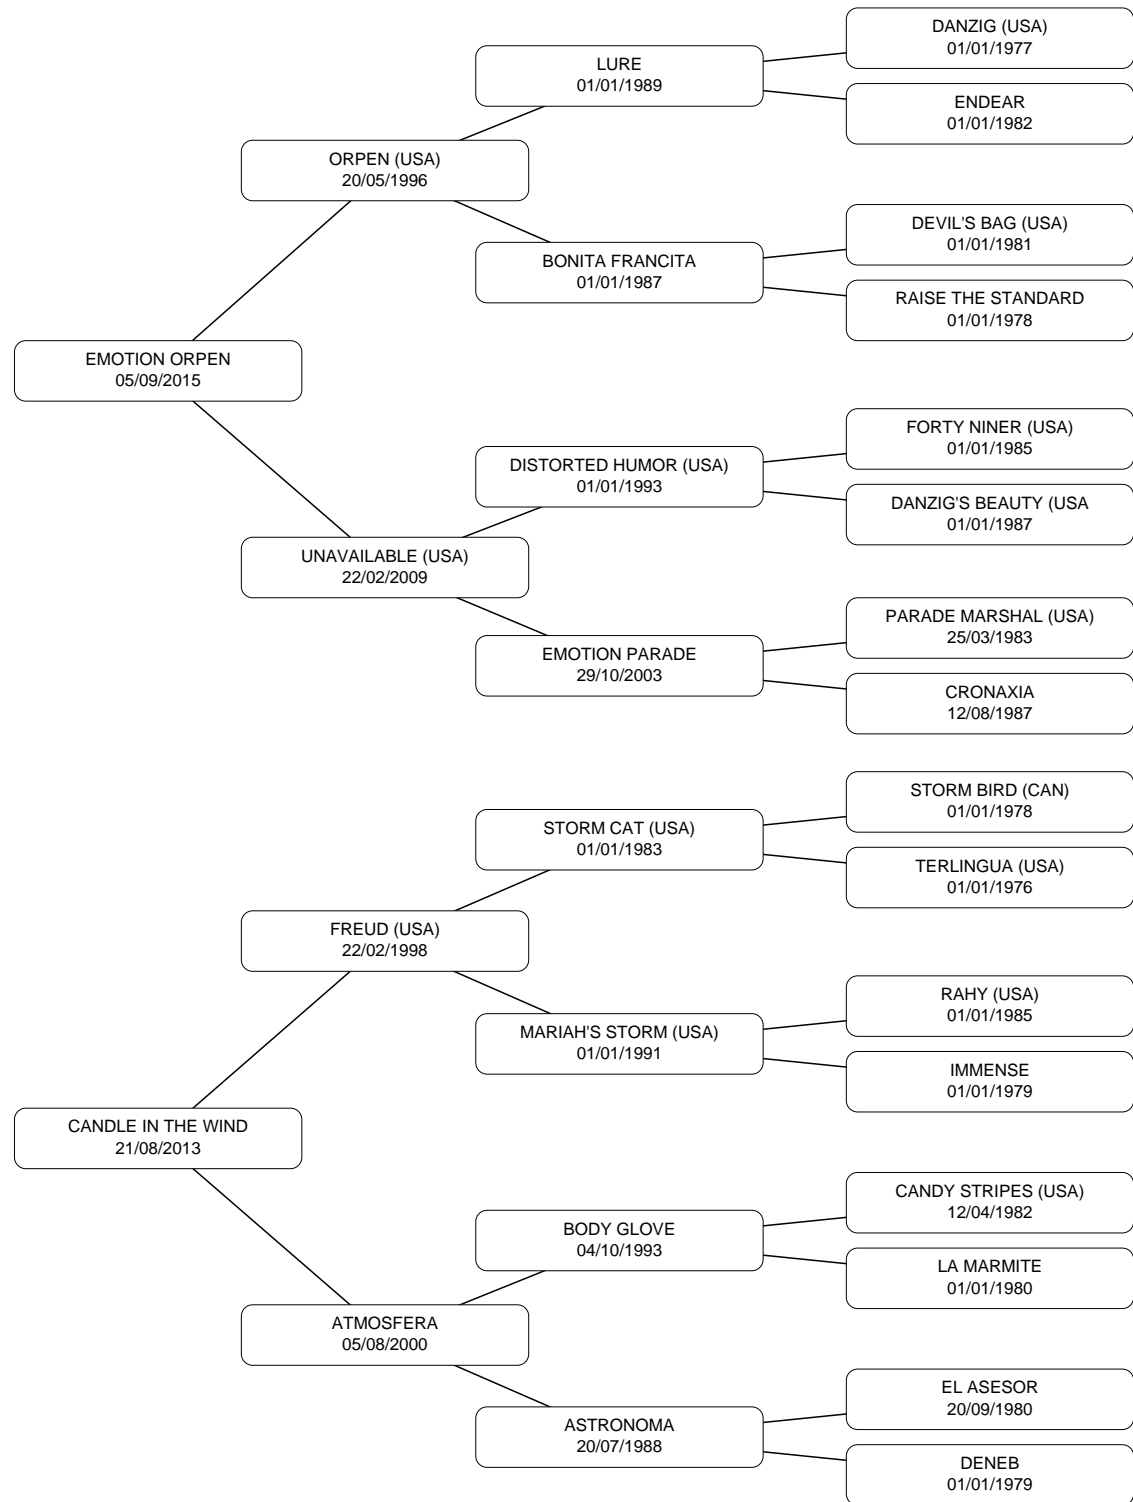 DANZIG (USA)
01/01/1977
LURE
01/01/1989
ENDEAR
01/01/1982
ORPEN (USA)
20/05/1996
DEVIL'S BAG (USA)
01/01/1981
BONITA FRANCITA
01/01/1987
RAISE THE STANDARD
01/01/1978
EMOTION ORPEN
05/09/2015
FORTY NINER (USA)
01/01/1985
DISTORTED HUMOR (USA)
01/01/1993
DANZIG'S BEAUTY (USA
01/01/1987
UNAVAILABLE (USA)
22/02/2009
PARADE MARSHAL (USA)
25/03/1983
EMOTION PARADE
29/10/2003
CRONAXIA
12/08/1987
STORM BIRD (CAN)
01/01/1978
STORM CAT (USA)
01/01/1983
TERLINGUA (USA)
01/01/1976
FREUD (USA)
22/02/1998
RAHY (USA)
01/01/1985
MARIAH'S STORM (USA)
01/01/1991
IMMENSE
01/01/1979
CANDLE IN THE WIND
21/08/2013
CANDY STRIPES (USA)
12/04/1982
BODY GLOVE
04/10/1993
LA MARMITE
01/01/1980
ATMOSFERA
05/08/2000
EL ASESOR
20/09/1980
ASTRONOMA
20/07/1988
DENEB
01/01/1979